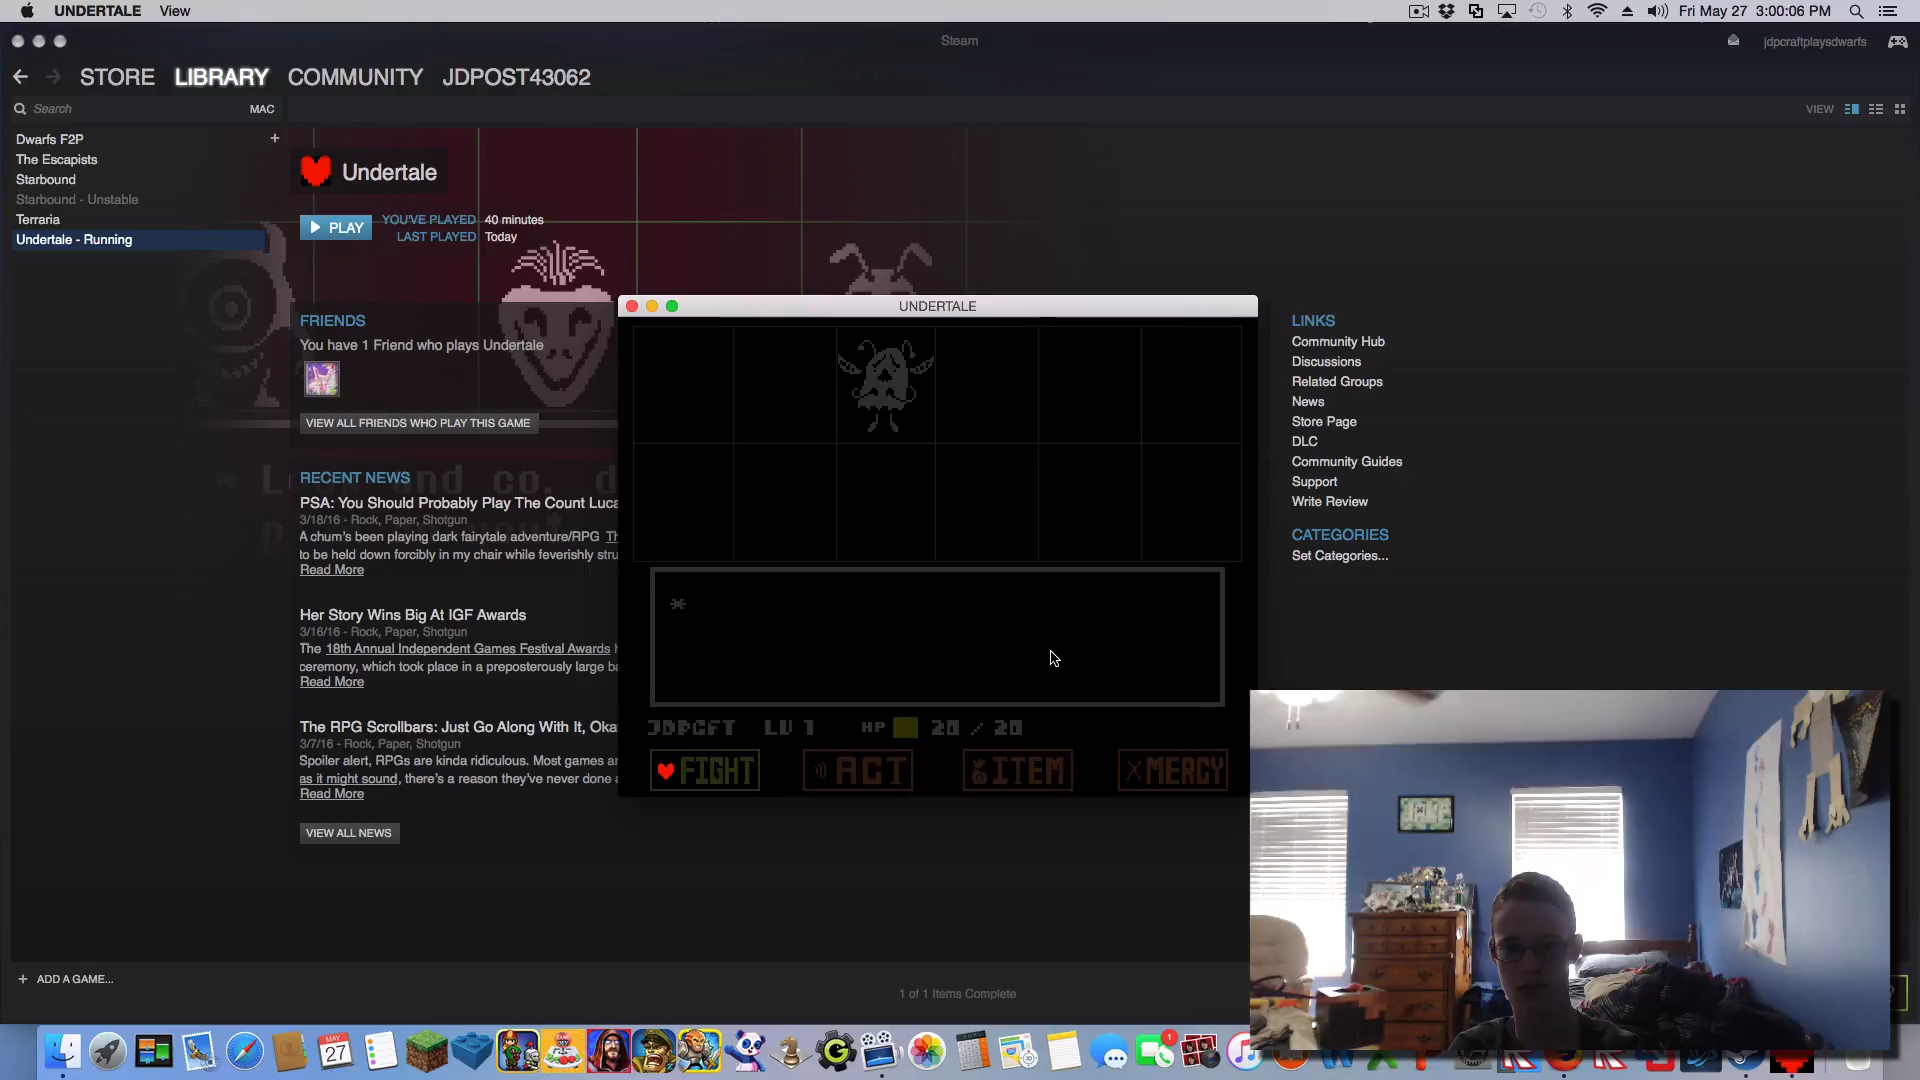 UNDERTALE View
Fri May 27 3:00:06 PM
Steam
jdpcraftplaysdwarfs
STORE LIBRARY COMMUNITY JDPOST43062
Search MAC
VIEW
Dwarfs F2P +
The Escapists
Starbound
Starbound - Unstable
Terraria
Undertale - Running
Undertale
PLAY
YOU'VE PLAYED 40 minutes
LAST PLAYED Today
FRIENDS
You have 1 Friend who plays Undertale
VIEW ALL FRIENDS WHO PLAY THIS GAME
RECENT NEWS
PSA: You Should Probably Play The Count Luca
3/18/16 - Rock, Paper, Shotgun
A chum's been playing dark fairytale adventure/RPG Th
to be held down forcibly in my chair while feverishly stru
Read More
Her Story Wins Big At IGF Awards
3/16/16 - Rock, Paper, Shotgun
The 18th Annual Independent Games Festival Awards h
ceremony, which took place in a preposterously large ba
Read More
The RPG Scrollbars: Just Go Along With It, Oka
3/7/16 - Rock, Paper, Shotgun
Spoiler alert, RPGs are kinda ridiculous. Most games ar
as it might sound, there's a reason they've never done a
Read More
VIEW ALL NEWS
UNDERTALE
*
JDPCFT LV 1 HP 20 / 20
FIGHT ACT ITEM MERCY
LINKS
Community Hub
Discussions
Related Groups
News
Store Page
DLC
Community Guides
Support
Write Review
CATEGORIES
Set Categories...
+ ADD A GAME...
1 of 1 Items Complete
MAY
27
1